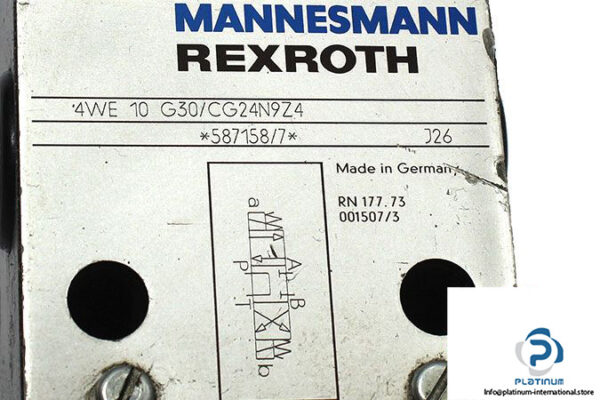 MANNESMANN
REXROTH
4WE 10 G30/CG24N9Z4
*587158/7* J26
Made in Germany
RN 177.73
001507/3
a
A
P
T
B
b
PLATINUM
Info@platinum-international.store